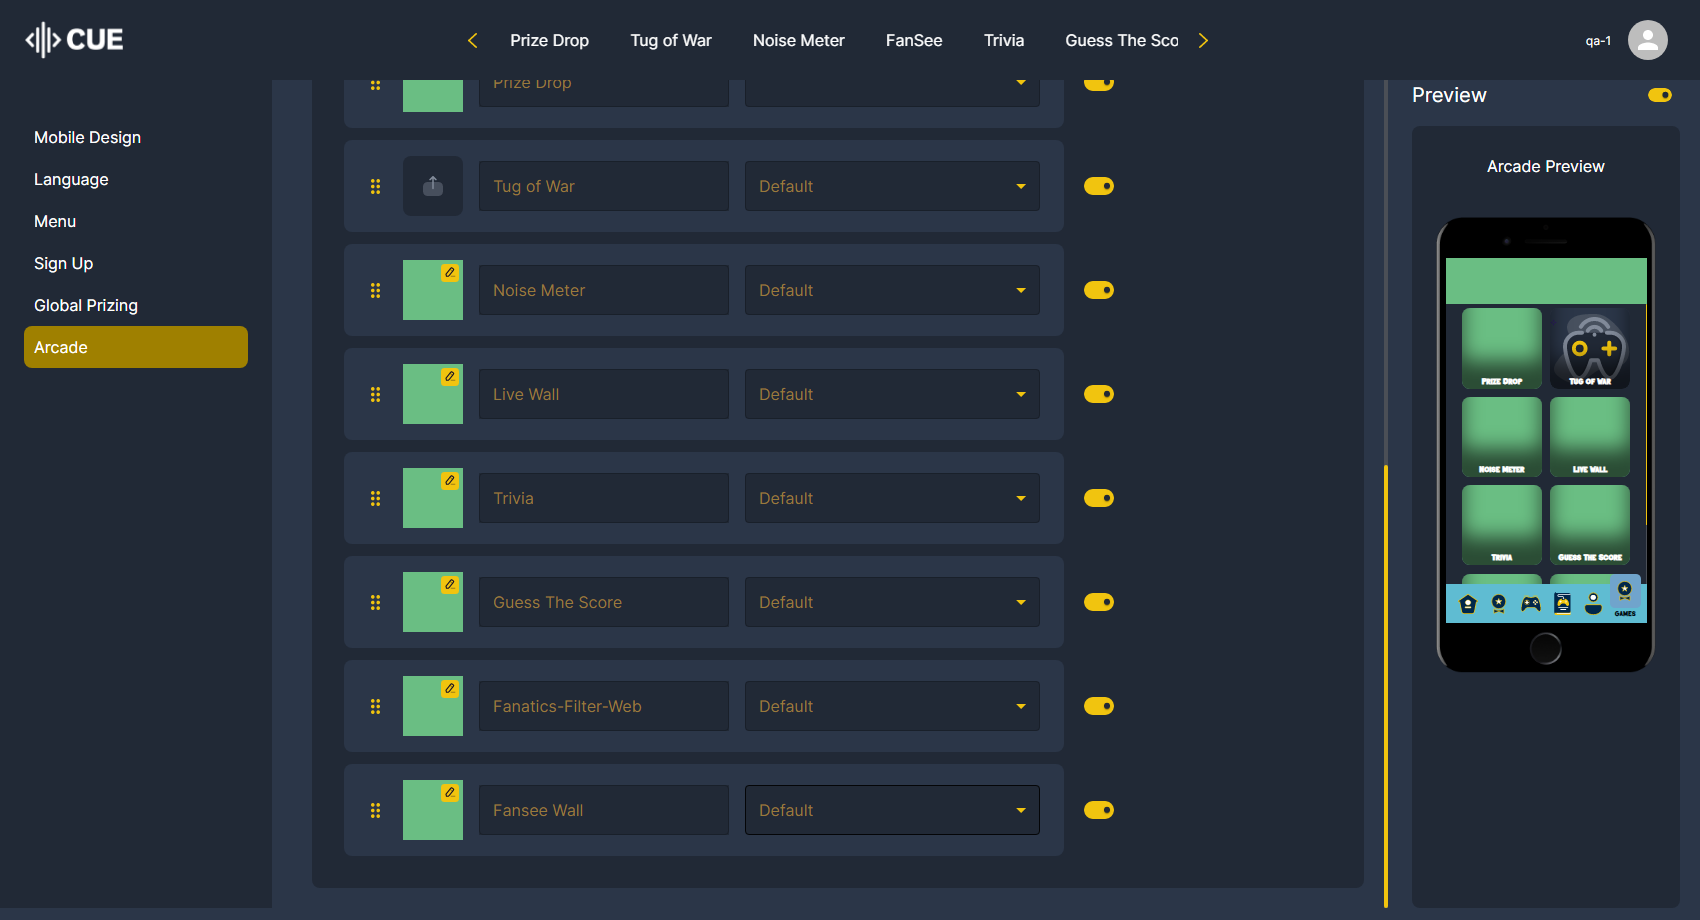 CUE
Prize Drop
Tug of War
Noise Meter
FanSee
Trivia
Guess The Sco
qa-1
Mobile Design
Language
Menu
Sign Up
Global Prizing
Arcade
Prize Drop
Tug of War
Default
Noise Meter
Default
Live Wall
Default
Trivia
Default
Guess The Score
Default
Fanatics-Filter-Web
Default
Fansee Wall
Default
Preview
Arcade Preview
Prize Drop
Tug of War
Noise Meter
Live Wall
Trivia
Guess The Score
GAMES